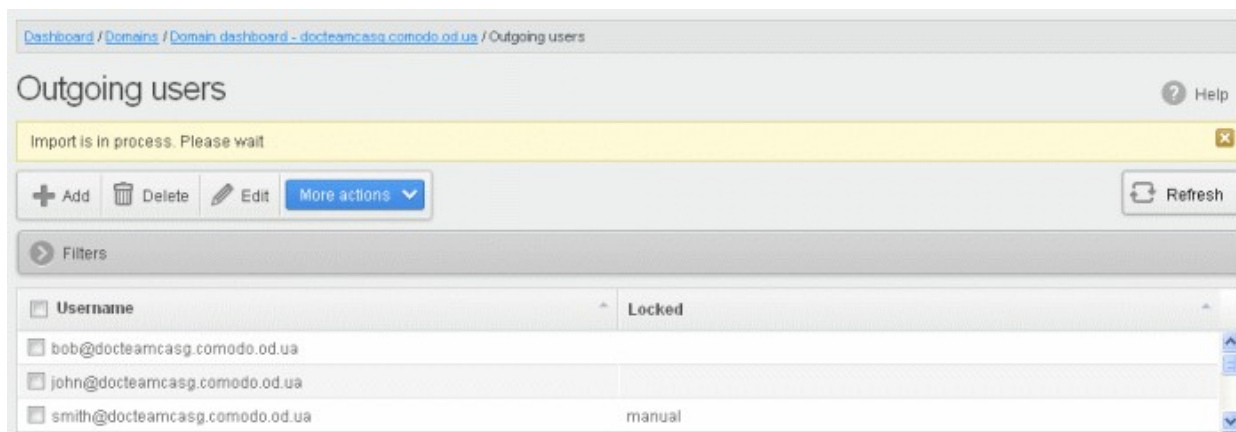 Dashboard / Domains / Domain dashboard - docteamcasg.comodo.od.ua / Outgoing users
Outgoing users
Help
Import is in process. Please wait
Add Delete Edit More actions
Refresh
Filters
Username Locked
bob@docteamcasg.comodo.od.ua
john@docteamcasg.comodo.od.ua
smith@docteamcasg.comodo.od.ua manual